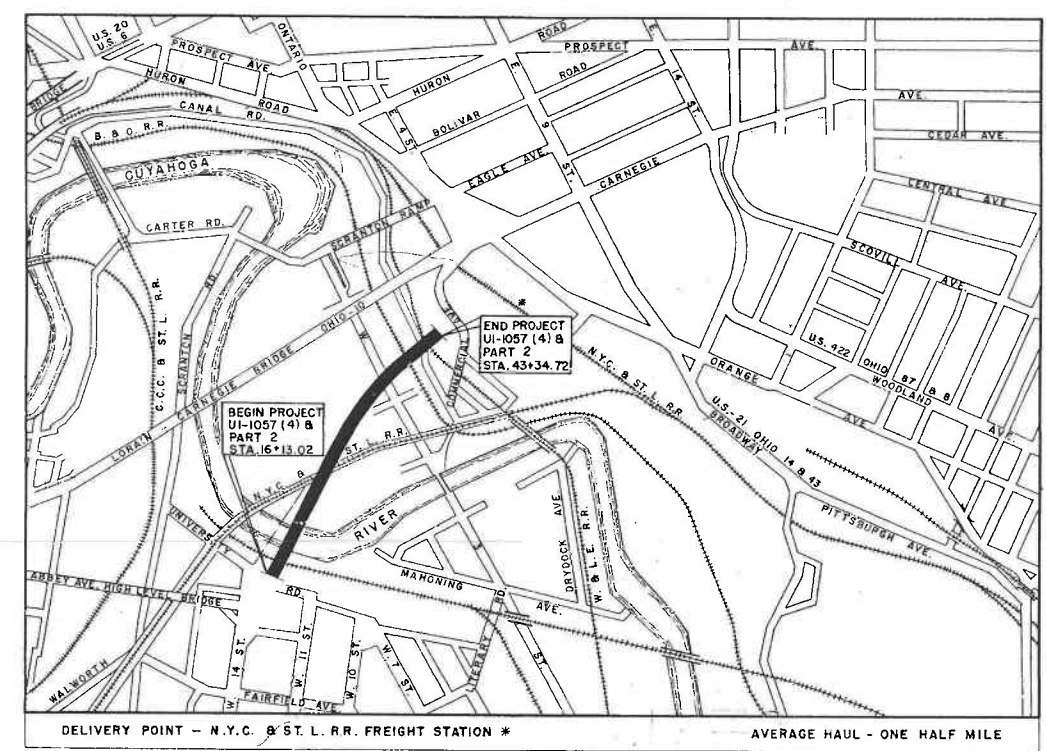 U.S. 20
U.S. 6
ONTARIO
ROAD
PROSPECT AVE.
PROSPECT AVE.
HURON ROAD
HURON ROAD
BRIDGE
CANAL RD.
B. & O. R.R.
E. 4 ST.
BOLIVAR
E. 9 ST.
E. 14 ST.
AVE.
CEDAR AVE.
EAGLE AVE.
CARNEGIE
CENTRAL AVE
CUYAHOGA
CARTER RD.
SCRANTON RAMP
SCOVILL AVE.
C.C.C. & ST. L. R.R.
SCRANTON RD.
LORAIN CARNEGIE BRIDGE OHIO-10
*
END PROJECT
UI-1057 (4) &
PART 2
STA. 43+34.72
COMMERCIAL
N.Y.C. & ST. L. R.R.
ORANGE AVE.
U.S. 422 OHIO 87 & 8
WOODLAND AVE.
U.S.-21 OHIO 14 & 43
BROADWAY
BEGIN PROJECT
UI-1057 (4) &
PART 2
STA. 16+13.02
N.Y.C. & ST. L. R.R.
RIVER
UNIVERSITY RD.
DRYDOCK AVE
W. & L.E. R.R.
PITTSBURGH AVE.
ABBEY AVE. HIGH LEVEL BRIDGE
MAHONING AVE.
LITERARY RD.
W. ST.
WALWORTH
W. 14 ST.
W. 11 ST.
W. 10 ST.
W. 7 ST.
FAIRFIELD AVE.
DELIVERY POINT - N.Y.C. & ST. L. R.R. FREIGHT STATION *
AVERAGE HAUL - ONE HALF MILE